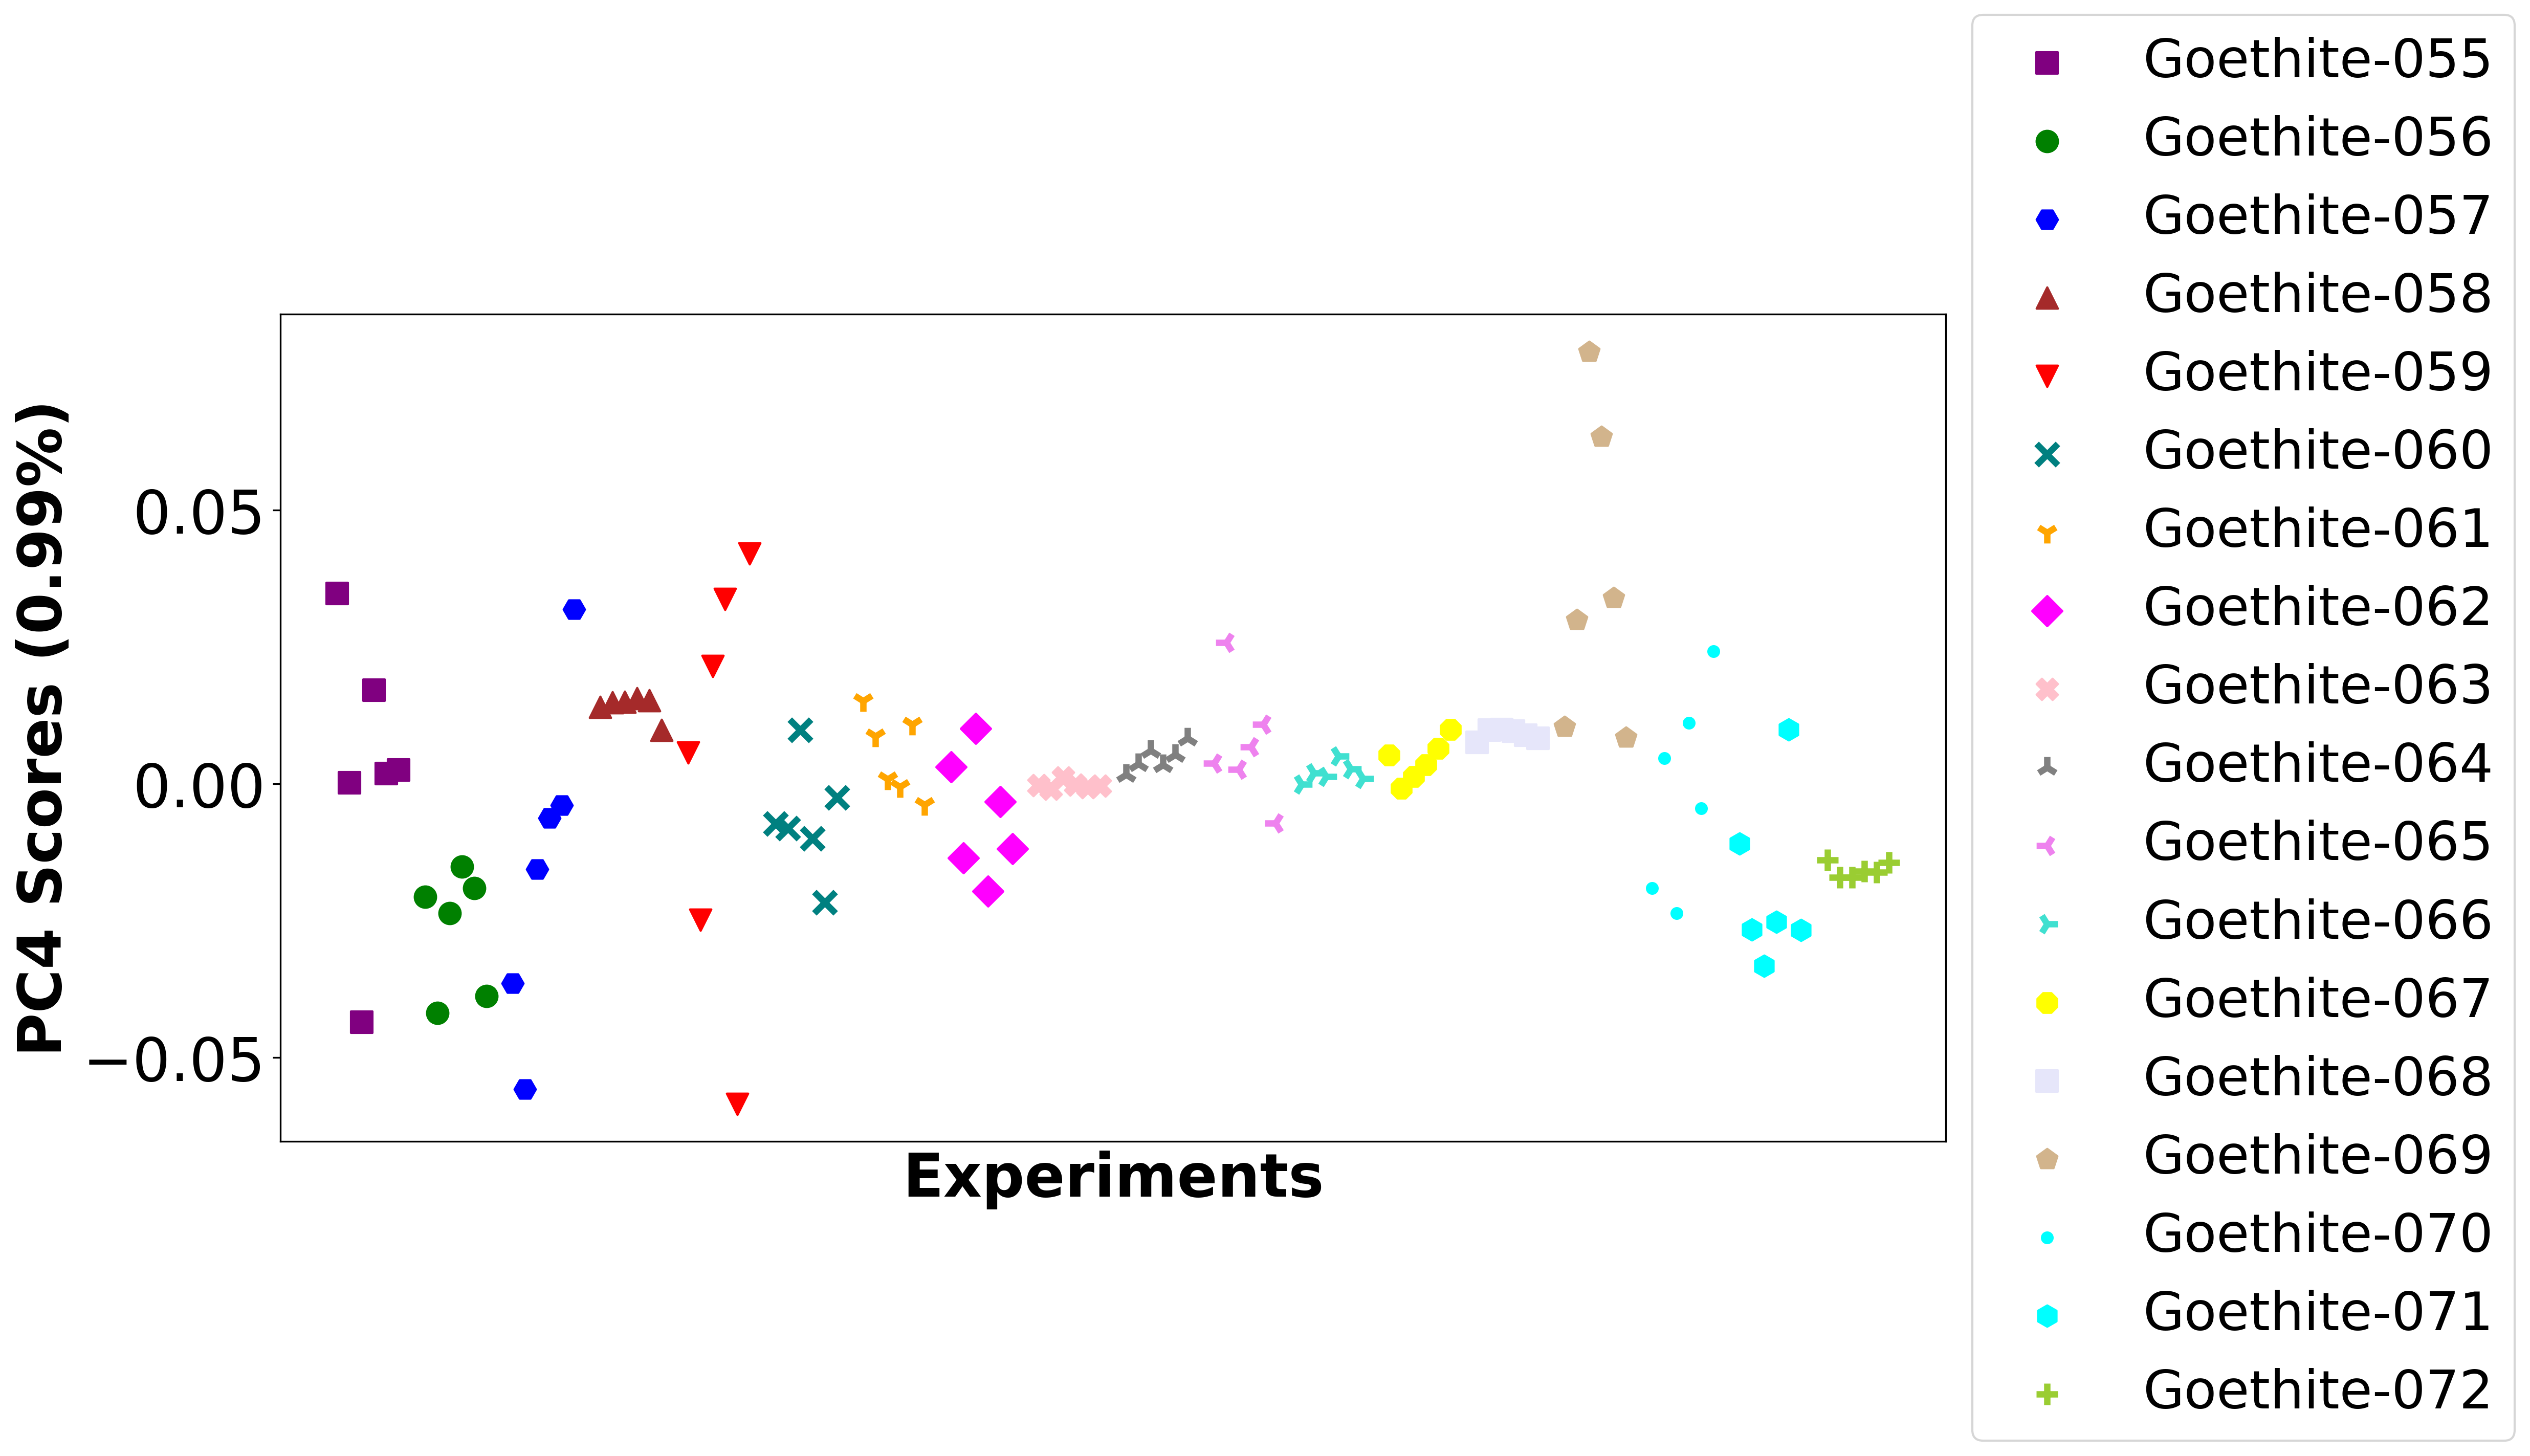 PC4 Scores (0.99%)
0.05
0.00
−0.05
Experiments
Goethite-055
Goethite-056
Goethite-057
Goethite-058
Goethite-059
Goethite-060
Goethite-061
Goethite-062
Goethite-063
Goethite-064
Goethite-065
Goethite-066
Goethite-067
Goethite-068
Goethite-069
Goethite-070
Goethite-071
Goethite-072